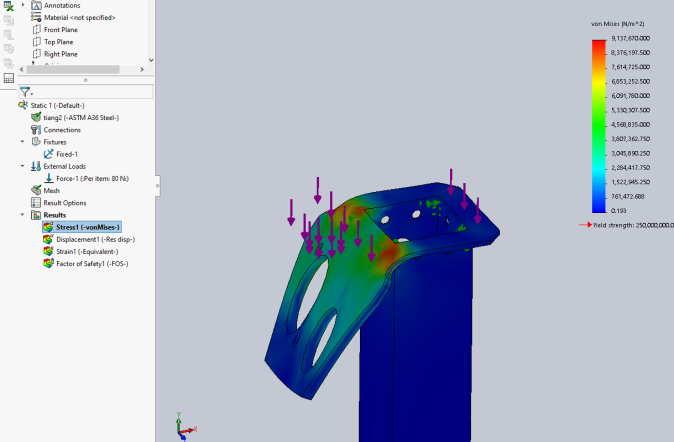 Annotations
Material <not specified>
Front Plane
Top Plane
Right Plane
Static 1 (-Default-)
tiang2 (-ASTM A36 Steel-)
Connections
Fixtures
Fixed-1
External Loads
Force-1 (:Per item: 80 N:)
Mesh
Result Options
Results
Stress1 (-vonMises-)
Displacement1 (-Res disp-)
Strain1 (-Equivalent-)
Factor of Safety1 (-FOS-)
von Mises (N/m^2)
9,137,670.000
8,376,197.500
7,614,725.000
6,853,252.500
6,091,780.000
5,330,307.500
4,568,835.000
3,807,362.750
3,045,890.250
2,284,417.750
1,522,945.250
761,472.688
0.193
Yield strength: 250,000,000.0
Y
X